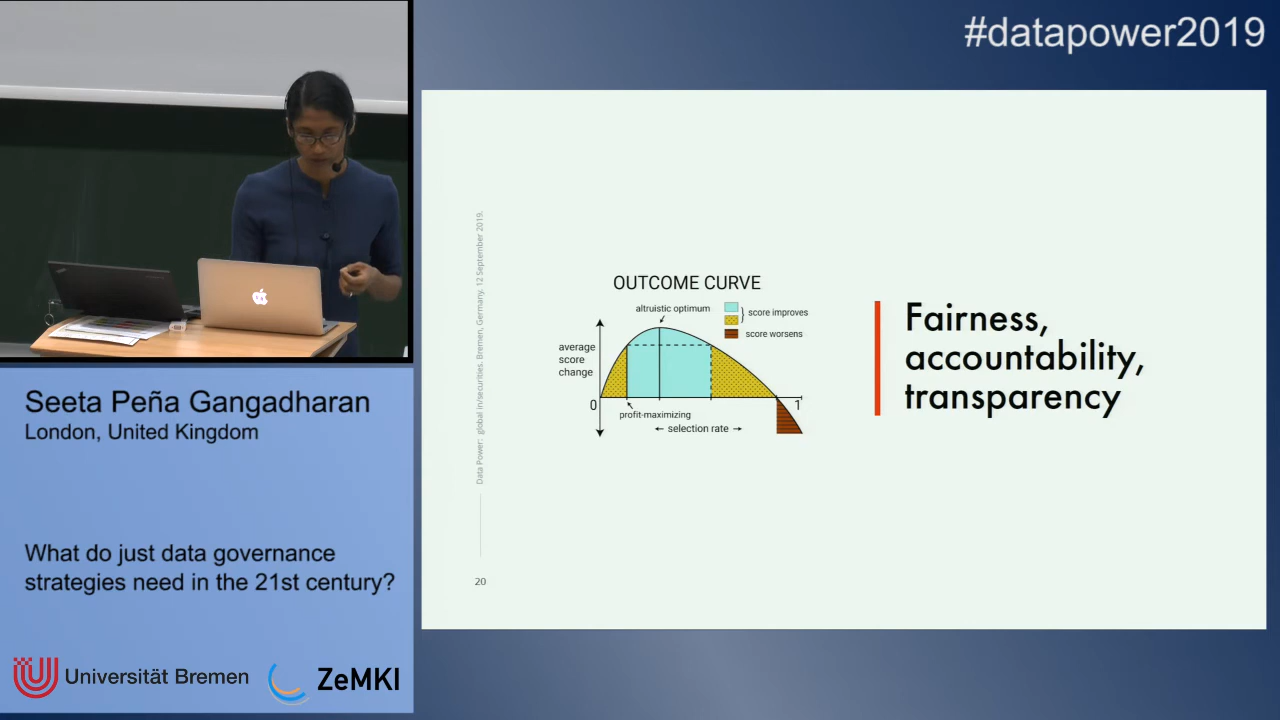 #datapower2019
Seeta Peña Gangadharan
London, United Kingdom
What do just data governance
strategies need in the 21st century?
Universität Bremen
ZeMKI
Data Power: global in/securities. Bremen, Germany. 12 September 2019.
20
OUTCOME CURVE
altruistic optimum
score improves
score worsens
average
score
change
0
1
profit-maximizing
← selection rate →
Fairness,
accountability,
transparency